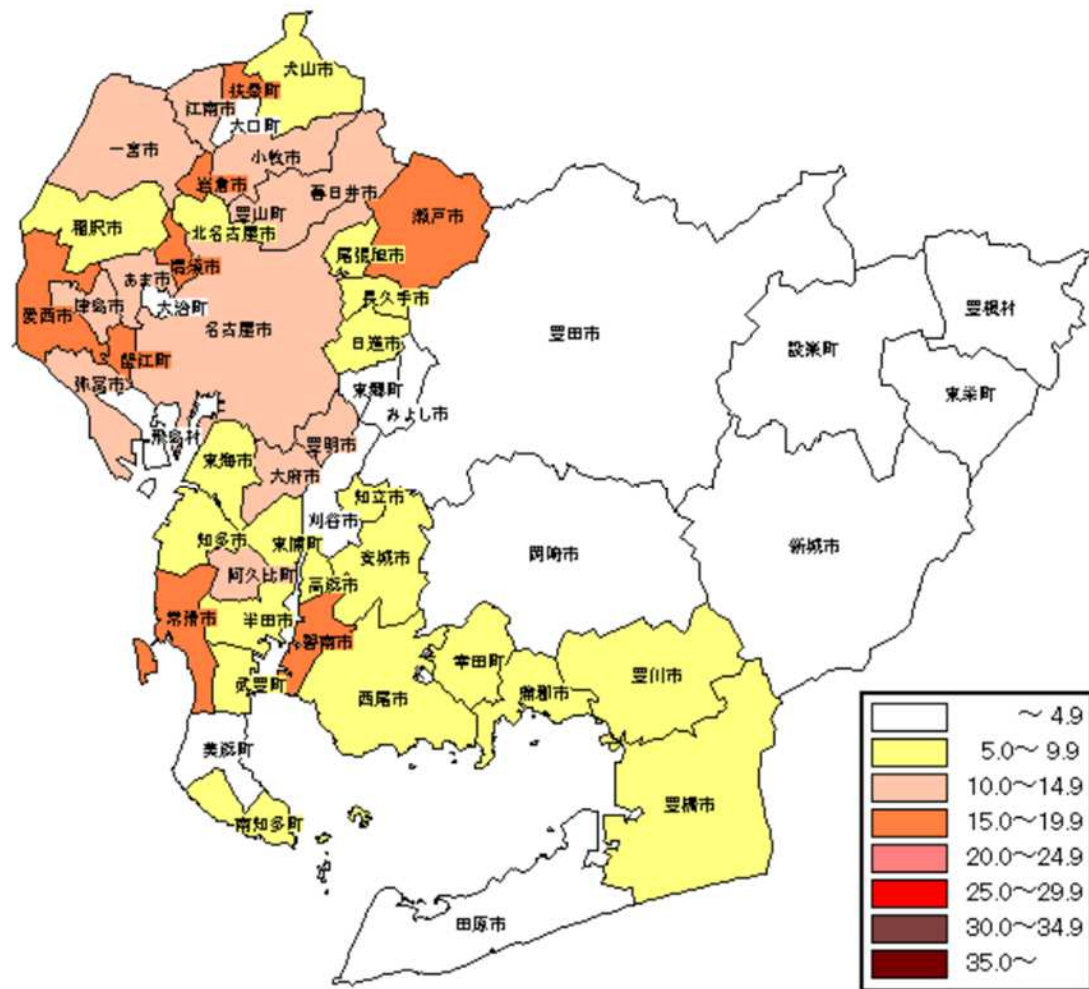 犬山市
扶桑町
江南市
大口町
一宮市
小牧市
岩倉市
春日井市
豊山町
瀬戸市
稲沢市
北名古屋市
尾張旭市
清須市
あま市
長久手市
愛西市
津島市
大治町
名古屋市
日進市
豊田市
豊根村
設楽町
蟹江町
弥冨市
東郷町
東栄町
みよし市
飛島村
豊明市
東海市
大府市
知立市
刈谷市
知多市
東浦町
安城市
岡崎市
新城市
阿久比町
高浜市
常滑市
半田市
碧南市
幸田町
豊川市
武豊町
西尾市
蒲郡市
美浜町
豊橋市
南知多町
田原市
～ 4.9
5.0～ 9.9
10.0～14.9
15.0～19.9
20.0～24.9
25.0～29.9
30.0～34.9
35.0～